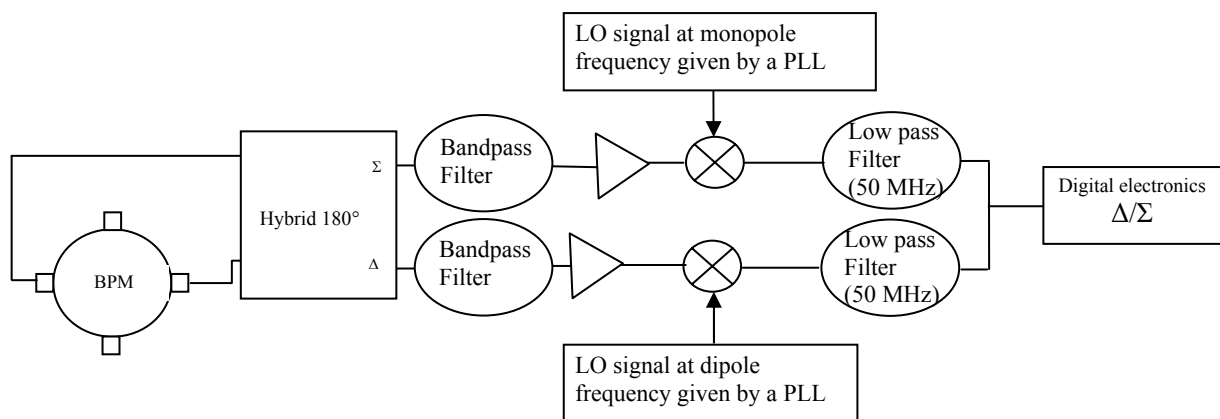 LO signal at monopole
frequency given by a PLL
Bandpass
Filter
Low pass
Filter
(50 MHz)
Σ
Hybrid 180°
Δ
BPM
Digital electronics
Δ/Σ
Bandpass
Filter
Low pass
Filter
(50 MHz)
LO signal at dipole
frequency given by a PLL